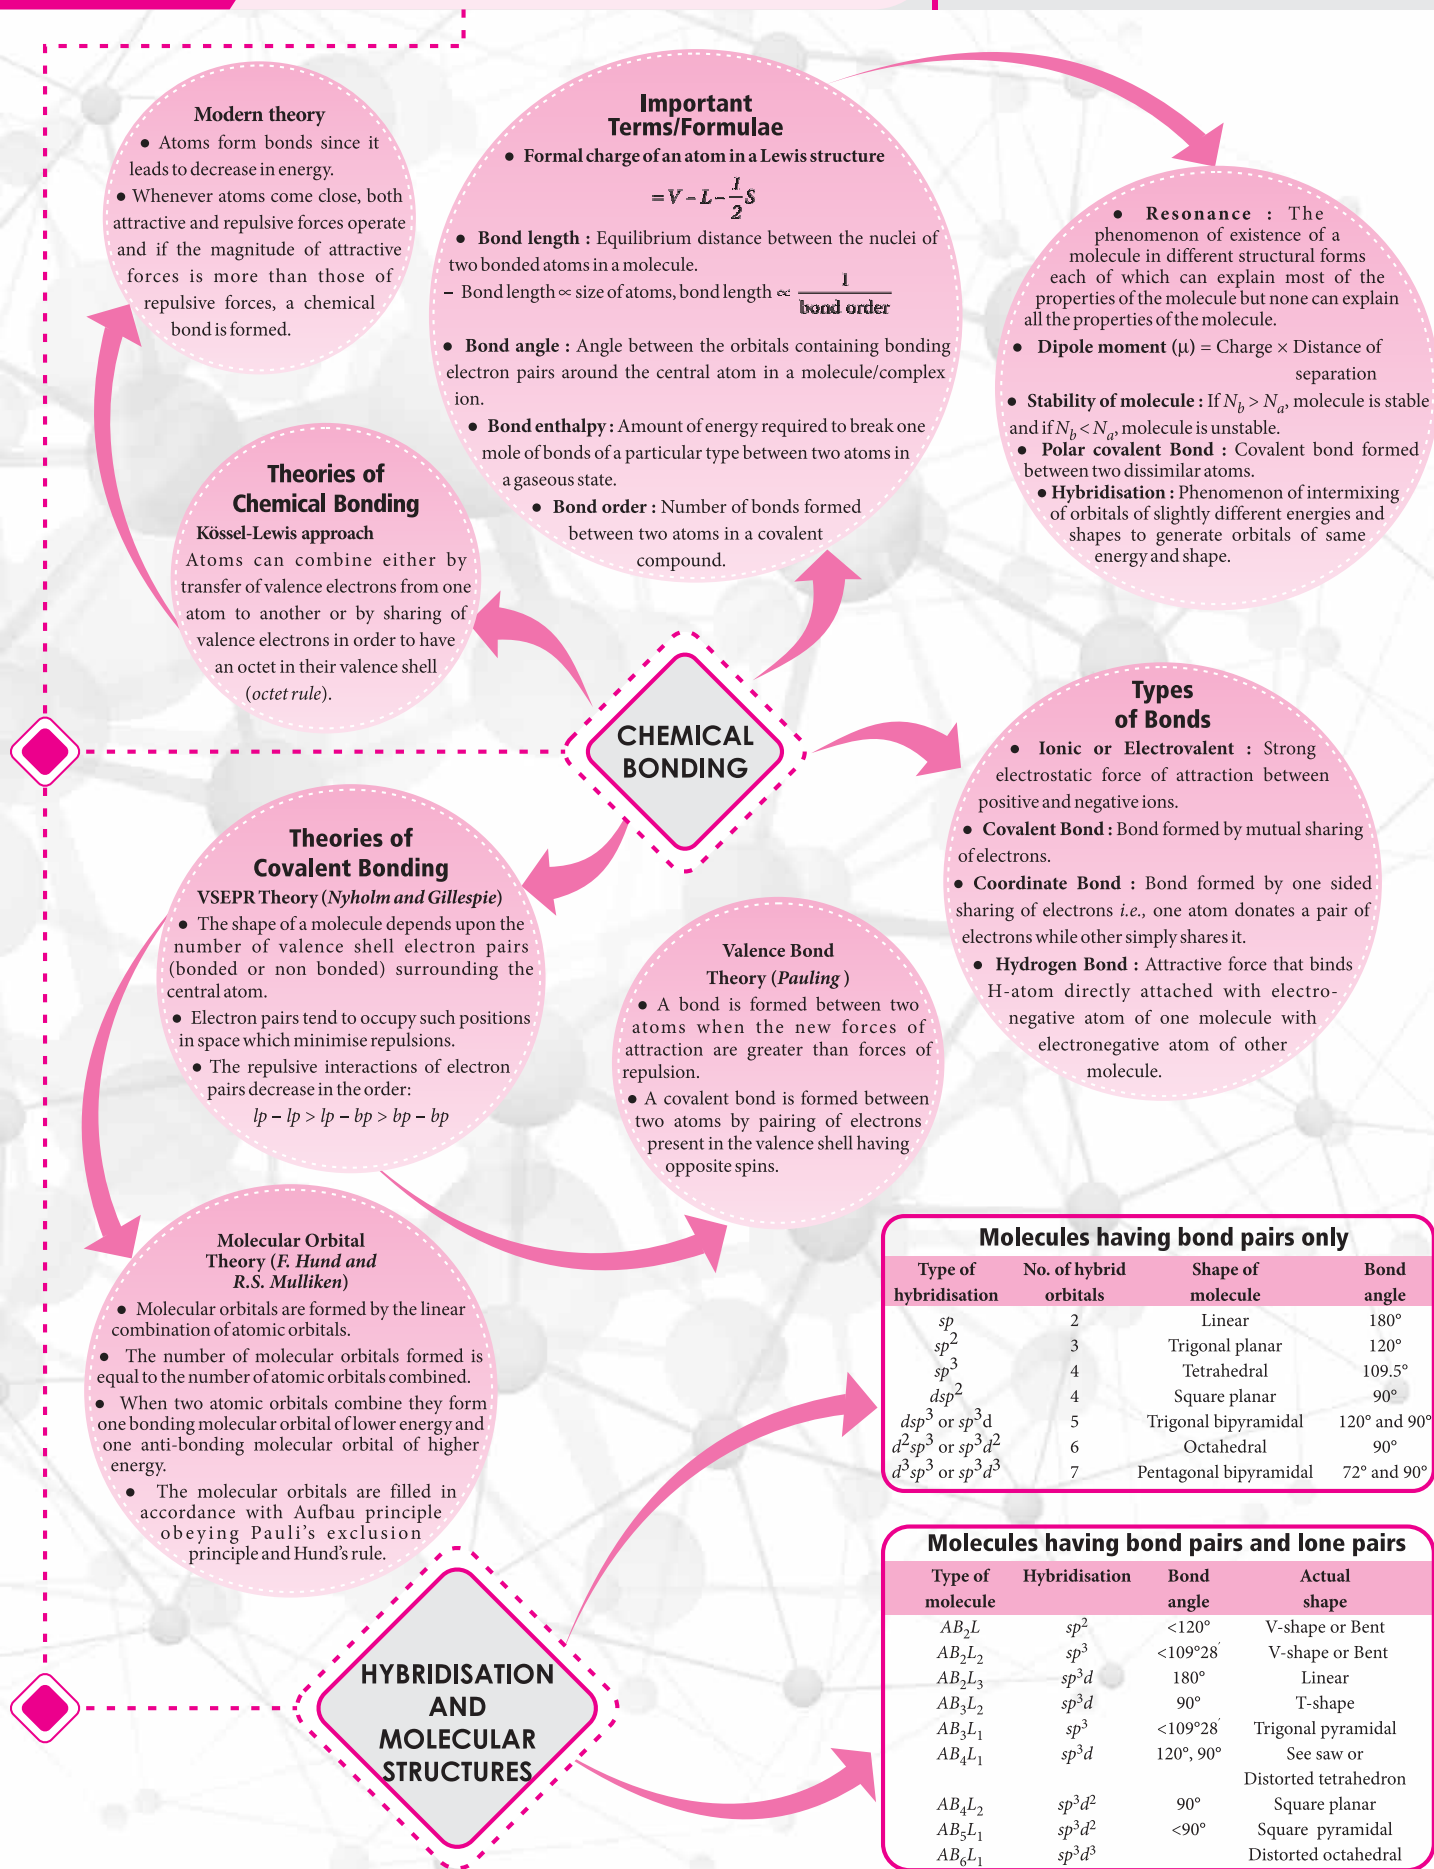 Modern theory
● Atoms form bonds since it
leads to decrease in energy.
● Whenever atoms come close, both
attractive and repulsive forces operate
and if the magnitude of attractive
forces is more than those of
repulsive forces, a chemical
bond is formed.
Important
Terms/Formulae
● Formal charge of an atom in a Lewis structure
= V – L – 1/2 S
● Bond length : Equilibrium distance between the nuclei of
two bonded atoms in a molecule.
– Bond length ∝ size of atoms, bond length ∝ 1/bond order
● Bond angle : Angle between the orbitals containing bonding
electron pairs around the central atom in a molecule/complex
ion.
● Bond enthalpy : Amount of energy required to break one
mole of bonds of a particular type between two atoms in
a gaseous state.
● Bond order : Number of bonds formed
between two atoms in a covalent
compound.
● Resonance : The
phenomenon of existence of a
molecule in different structural forms
each of which can explain most of the
properties of the molecule but none can explain
all the properties of the molecule.
● Dipole moment (μ) = Charge × Distance of
separation
● Stability of molecule : If N_b > N_a, molecule is stable
and if N_b < N_a, molecule is unstable.
● Polar covalent Bond : Covalent bond formed
between two dissimilar atoms.
● Hybridisation : Phenomenon of intermixing
of orbitals of slightly different energies and
shapes to generate orbitals of same
energy and shape.
Theories of
Chemical Bonding
Kössel-Lewis approach
Atoms can combine either by
transfer of valence electrons from one
atom to another or by sharing of
valence electrons in order to have
an octet in their valence shell
(octet rule).
CHEMICAL
BONDING
Types
of Bonds
● Ionic or Electrovalent : Strong
electrostatic force of attraction between
positive and negative ions.
● Covalent Bond : Bond formed by mutual sharing
of electrons.
● Coordinate Bond : Bond formed by one sided
sharing of electrons i.e., one atom donates a pair of
electrons while other simply shares it.
● Hydrogen Bond : Attractive force that binds
H-atom directly attached with electro-
negative atom of one molecule with
electronegative atom of other
molecule.
Theories of
Covalent Bonding
VSEPR Theory (Nyholm and Gillespie)
● The shape of a molecule depends upon the
number of valence shell electron pairs
(bonded or non bonded) surrounding the
central atom.
● Electron pairs tend to occupy such positions
in space which minimise repulsions.
● The repulsive interactions of electron
pairs decrease in the order:
lp – lp > lp – bp > bp – bp
Valence Bond
Theory (Pauling )
● A bond is formed between two
atoms when the new forces of
attraction are greater than forces of
repulsion.
● A covalent bond is formed between
two atoms by pairing of electrons
present in the valence shell having
opposite spins.
Molecular Orbital
Theory (F. Hund and
R.S. Mulliken)
● Molecular orbitals are formed by the linear
combination of atomic orbitals.
● The number of molecular orbitals formed is
equal to the number of atomic orbitals combined.
● When two atomic orbitals combine they form
one bonding molecular orbital of lower energy and
one anti-bonding molecular orbital of higher
energy.
● The molecular orbitals are filled in
accordance with Aufbau principle
obeying Pauli's exclusion
principle and Hund's rule.
HYBRIDISATION
AND
MOLECULAR
STRUCTURES
Molecules having bond pairs only
Type of No. of hybrid Shape of Bond
hybridisation orbitals molecule angle
sp 2 Linear 180°
sp² 3 Trigonal planar 120°
sp³ 4 Tetrahedral 109.5°
dsp² 4 Square planar 90°
dsp³ or sp³d 5 Trigonal bipyramidal 120° and 90°
d²sp³ or sp³d² 6 Octahedral 90°
d³sp³ or sp³d³ 7 Pentagonal bipyramidal 72° and 90°
Molecules having bond pairs and lone pairs
Type of Hybridisation Bond Actual
molecule angle shape
AB₂L sp² <120° V-shape or Bent
AB₂L₂ sp³ <109°28′ V-shape or Bent
AB₂L₃ sp³d 180° Linear
AB₃L₂ sp³d 90° T-shape
AB₃L₁ sp³ <109°28′ Trigonal pyramidal
AB₄L₁ sp³d 120°, 90° See saw or
Distorted tetrahedron
AB₄L₂ sp³d² 90° Square planar
AB₅L₁ sp³d² <90° Square pyramidal
AB₆L₁ sp³d³ Distorted octahedral